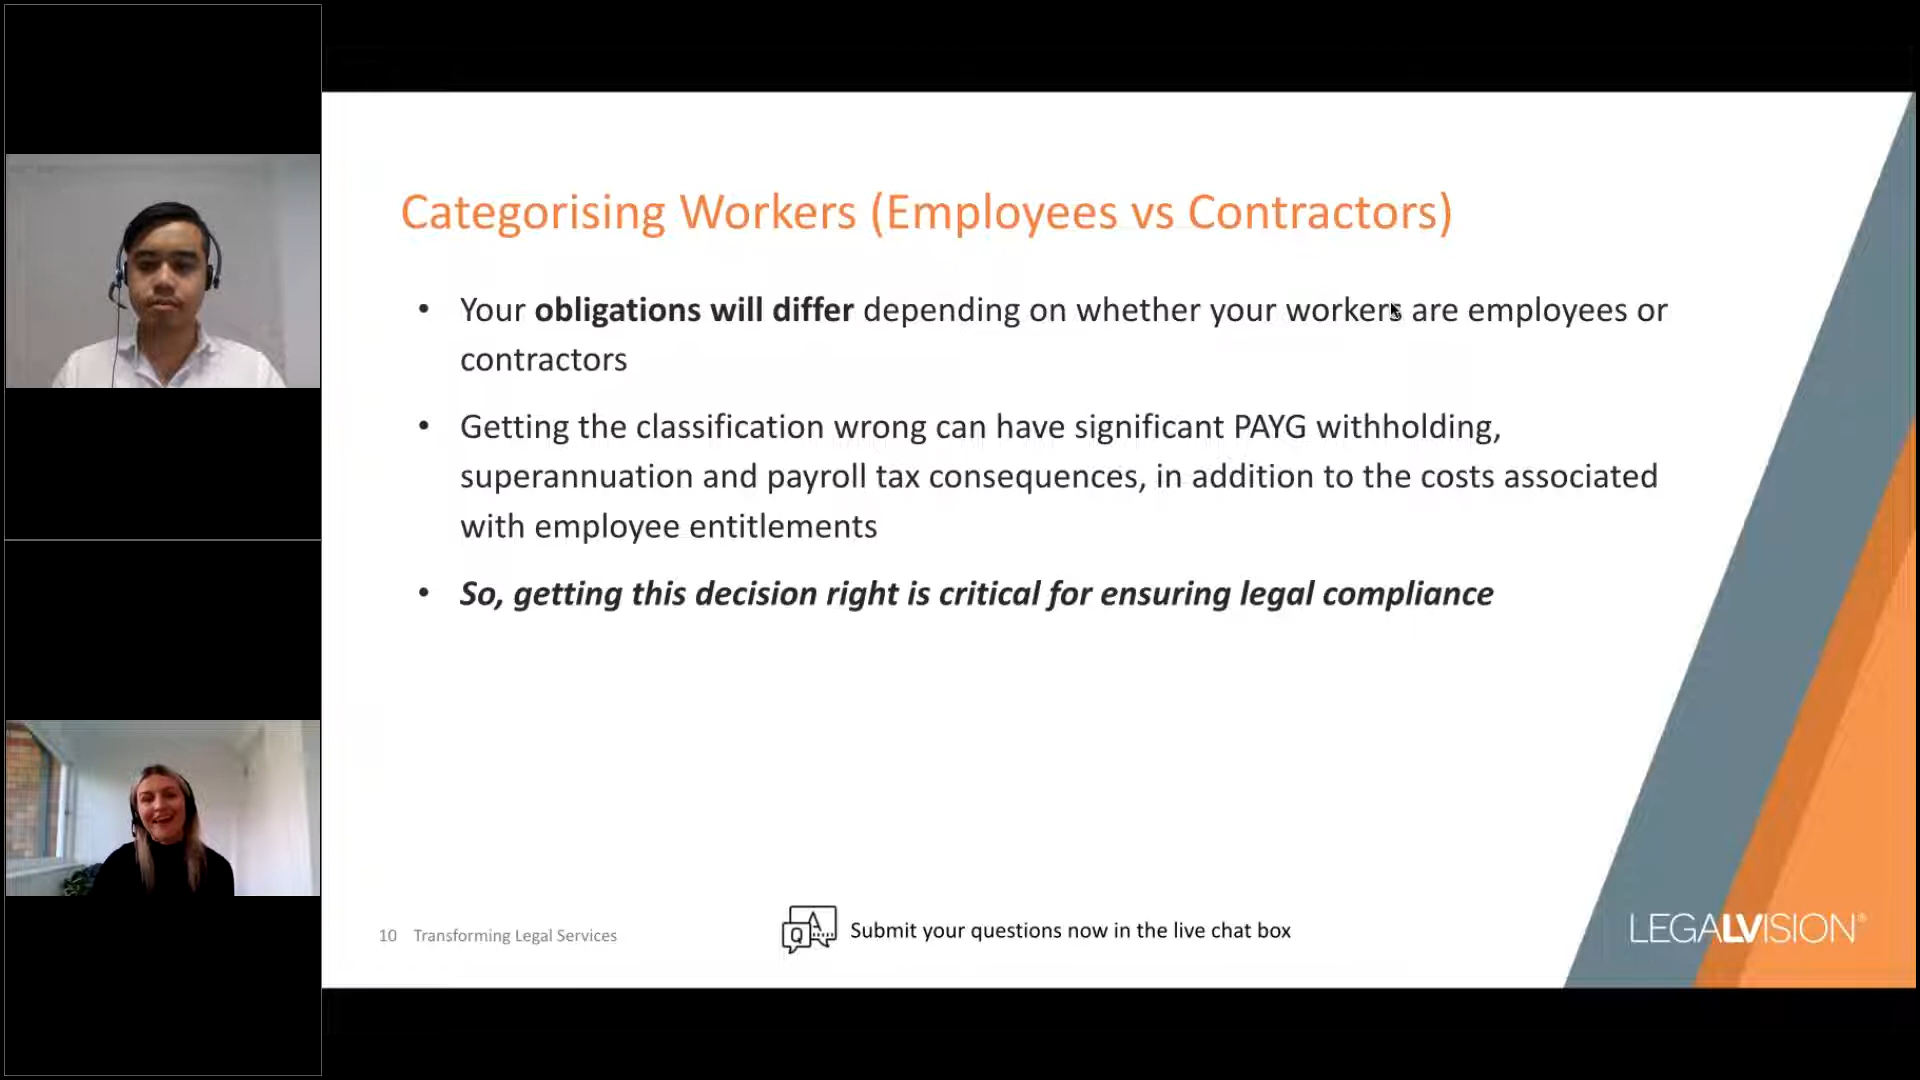 Categorising Workers (Employees vs Contractors)
• Your obligations will differ depending on whether your workers are employees or
contractors
• Getting the classification wrong can have significant PAYG withholding,
superannuation and payroll tax consequences, in addition to the costs associated
with employee entitlements
• So, getting this decision right is critical for ensuring legal compliance
10 Transforming Legal Services
Q A
Submit your questions now in the live chat box
LEGALVISION®